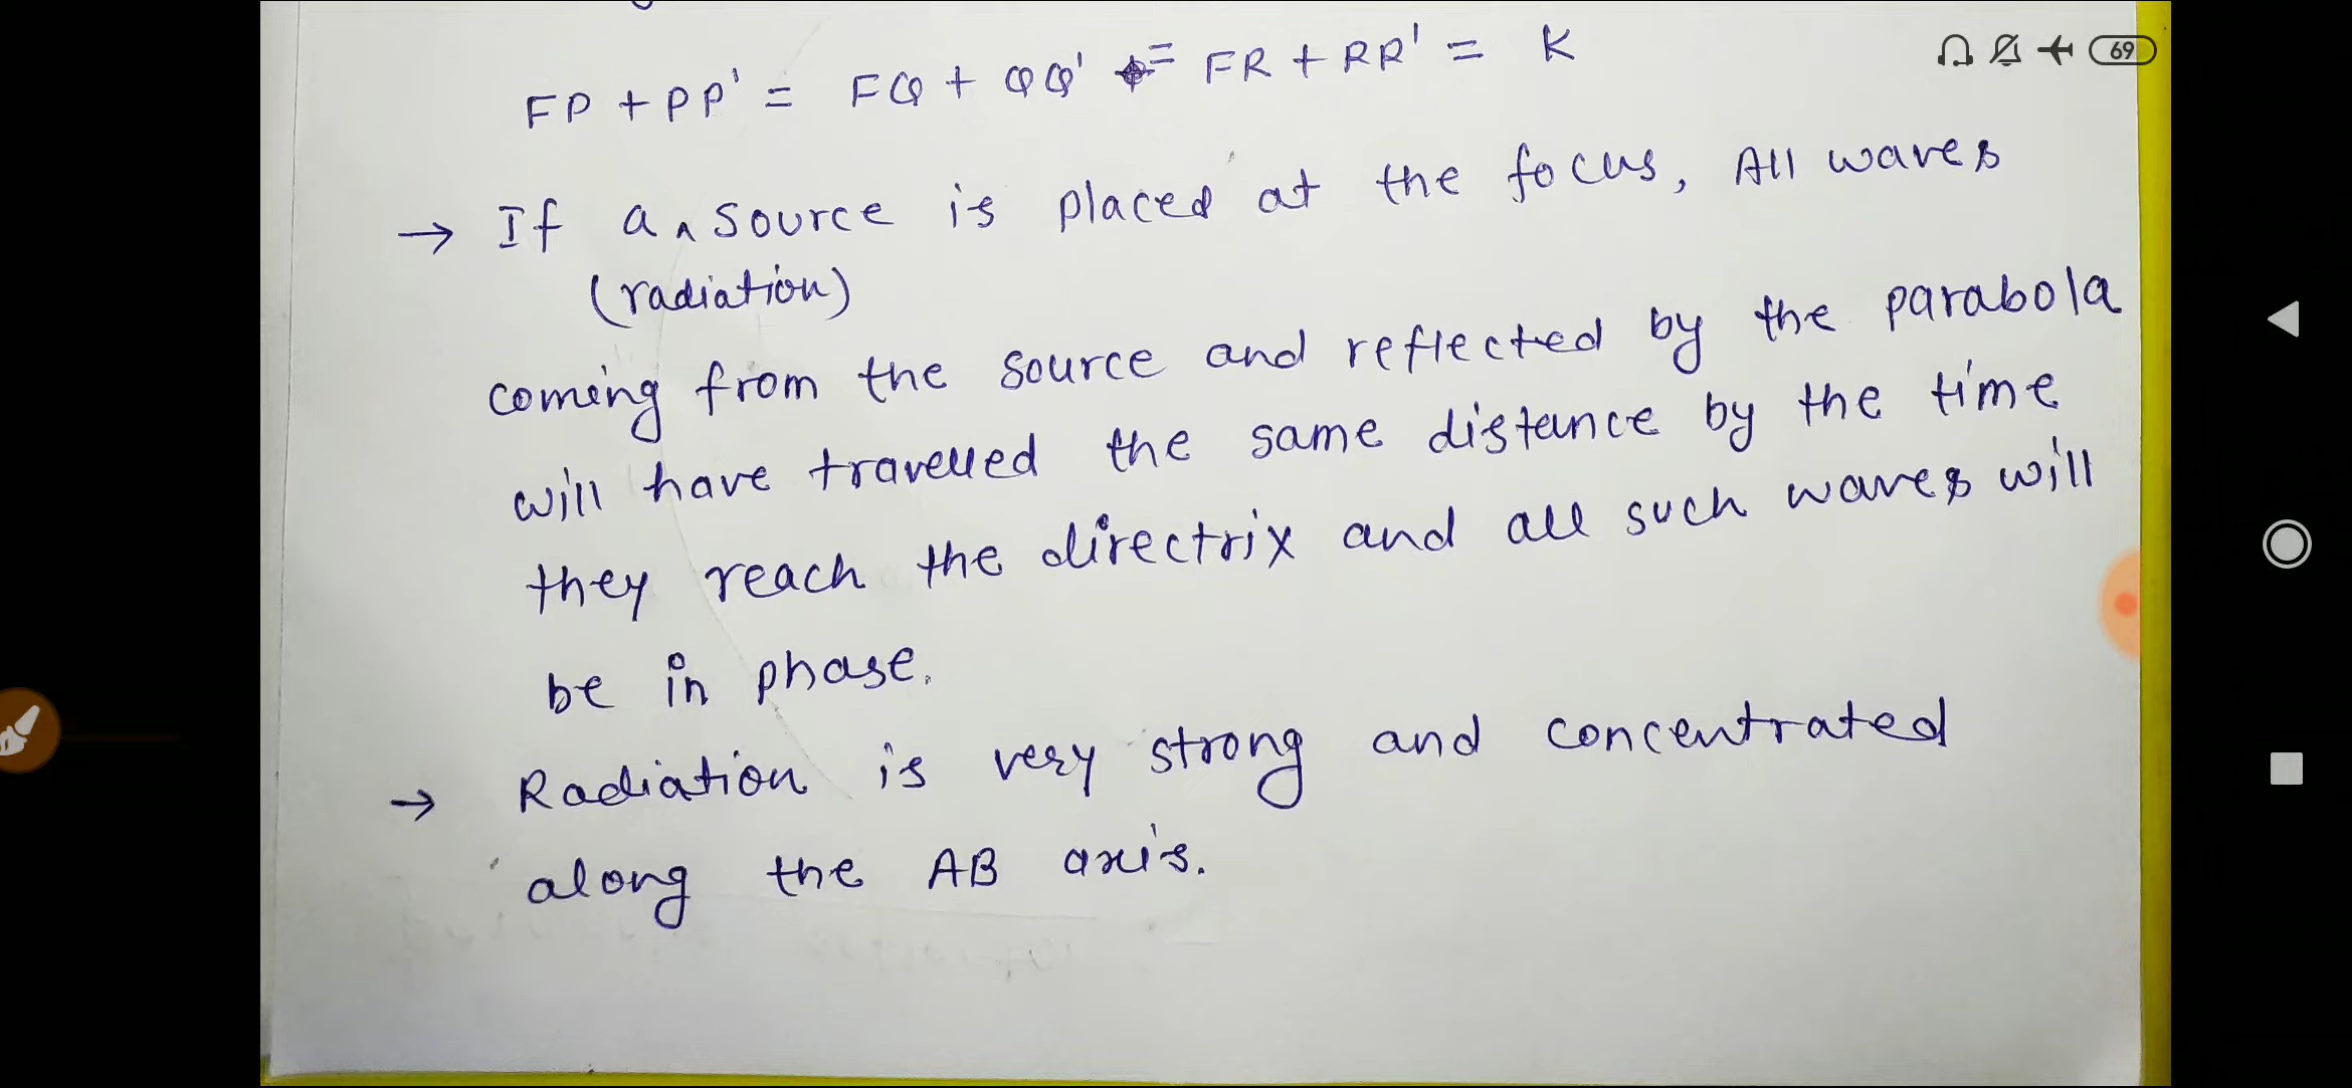 FP + PP' = FQ + QQ' = FR + RR' = K
69
→ If a ^ source is placed at the focus, All waves
(radiation)
coming from the source and reflected by the parabola
will have travelled the same distance by the time
they reach the directrix and all such waves will
be in phase.
→ Radiation is very strong and concentrated
along the AB axis.